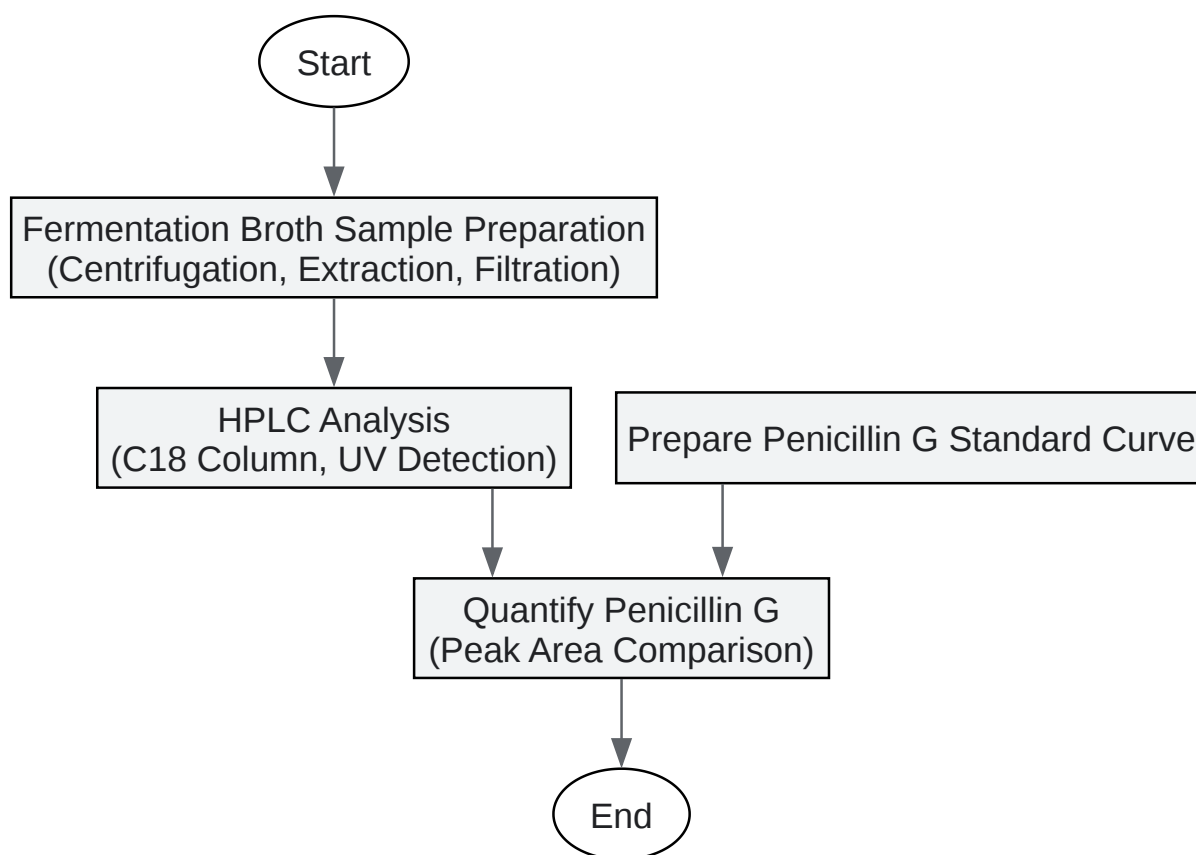 Start
Fermentation Broth Sample Preparation
(Centrifugation, Extraction, Filtration)
HPLC Analysis
(C18 Column, UV Detection)
Prepare Penicillin G Standard Curve
Quantify Penicillin G
(Peak Area Comparison)
End